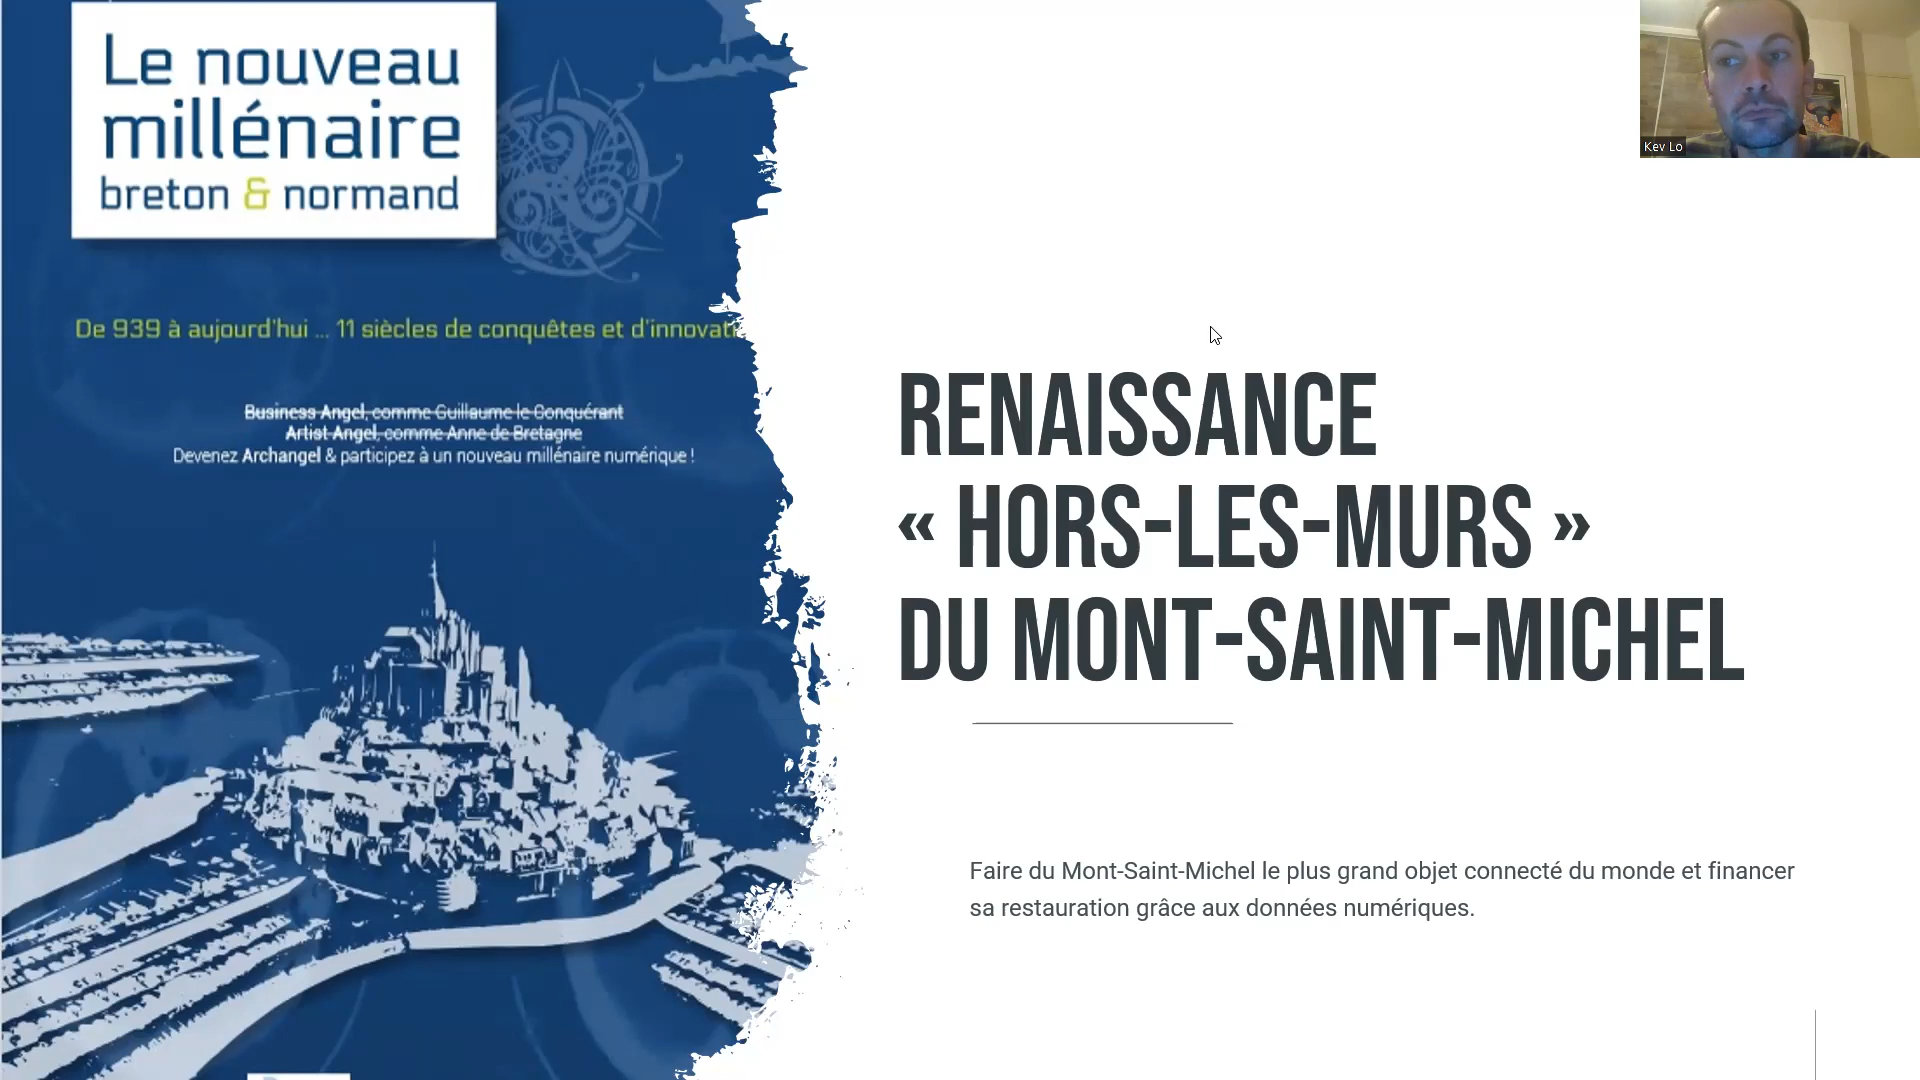 Le nouveau
millénaire
breton & normand
De 939 à aujourd'hui ... 11 siècles de conquêtes et d'innovati
Business Angel, comme Guillaume le Conquérant
Artist Angel, comme Anne de Bretagne
Devenez Archangel & participez à un nouveau millénaire numérique !
Kev Lo
RENAISSANCE
« HORS-LES-MURS »
DU MONT-SAINT-MICHEL
Faire du Mont-Saint-Michel le plus grand objet connecté du monde et financer
sa restauration grâce aux données numériques.